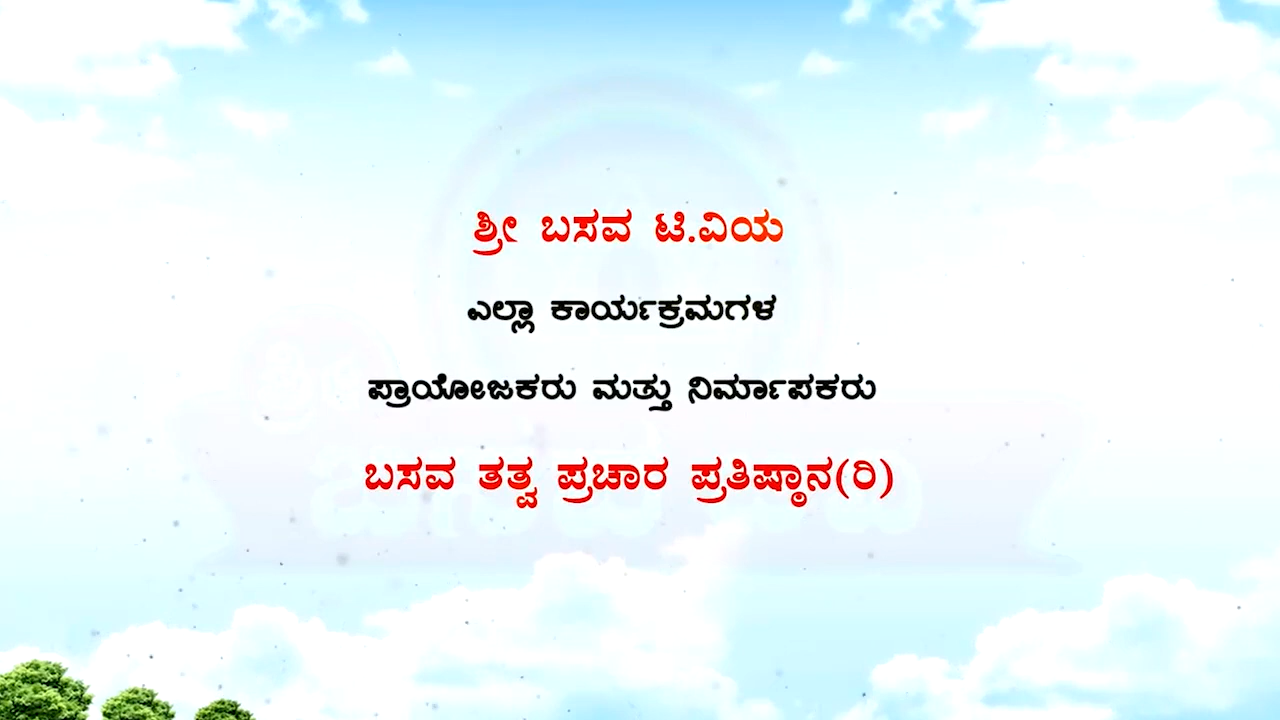 ಶ್ರೀ ಬಸವ ಟಿ.ವಿಯ
ಎಲ್ಲಾ ಕಾರ್ಯಕ್ರಮಗಳ
ಪ್ರಾಯೋಜಕರು ಮತ್ತು ನಿರ್ಮಾಪಕರು
ಬಸವ ತತ್ವ ಪ್ರಚಾರ ಪ್ರತಿಷ್ಠಾನ(ರಿ)